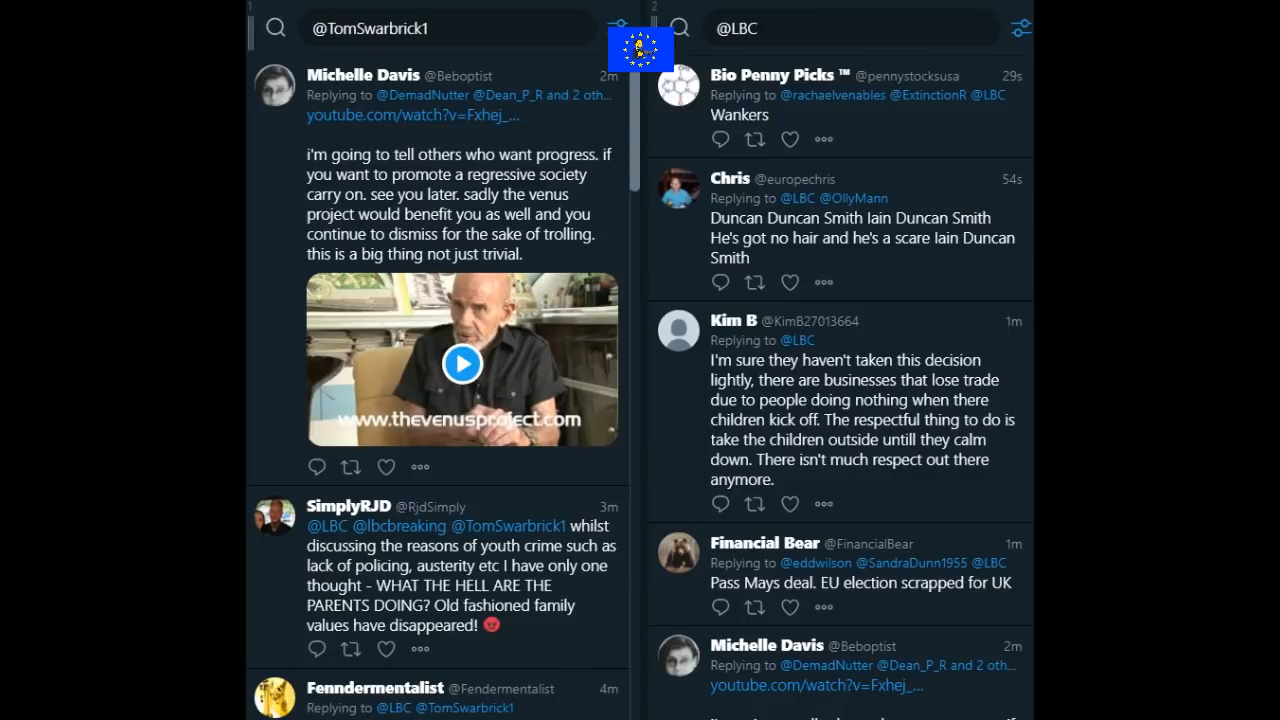 1
@TomSwarbrick1
Michelle Davis @Beboptist 2m
Replying to @DemadNutter @Dean_P_R and 2 oth...
youtube.com/watch?v=Fxhej_...
i'm going to tell others who want progress. if
you want to promote a regressive society
carry on. see you later. sadly the venus
project would benefit you as well and you
continue to dismiss for the sake of trolling.
this is a big thing not just trivial.
www.thevenusproject.com
SimplyRJD @RjdSimply 3m
@LBC @lbcbreaking @TomSwarbrick1 whilst
discussing the reasons of youth crime such as
lack of policing, austerity etc I have only one
thought - WHAT THE HELL ARE THE
PARENTS DOING? Old fashioned family
values have disappeared!
Fenndermentalist @Fendermentalist 4m
Replying to @LBC @TomSwarbrick1
2
@LBC
Bio Penny Picks ™ @pennystocksusa 29s
Replying to @rachaelvenables @ExtinctionR @LBC
Wankers
Chris @europechris 54s
Replying to @LBC @OllyMann
Duncan Duncan Smith Iain Duncan Smith
He's got no hair and he's a scare Iain Duncan
Smith
Kim B @KimB27013664 1m
Replying to @LBC
I'm sure they haven't taken this decision
lightly, there are businesses that lose trade
due to people doing nothing when there
children kick off. The respectful thing to do is
take the children outside untill they calm
down. There isn't much respect out there
anymore.
Financial Bear @FinancialBear 1m
Replying to @eddwilson @SandraDunn1955 @LBC
Pass Mays deal. EU election scrapped for UK
Michelle Davis @Beboptist 2m
Replying to @DemadNutter @Dean_P_R and 2 oth...
youtube.com/watch?v=Fxhej_...